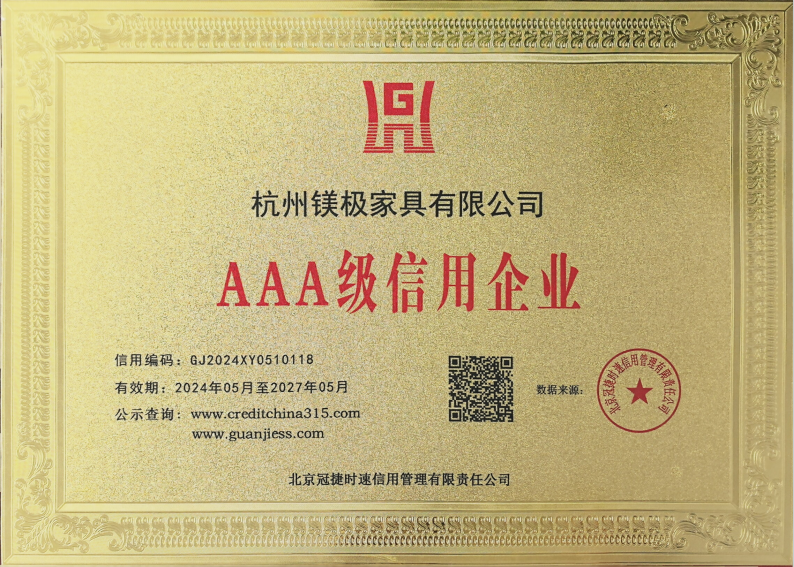 杭州镁极家具有限公司
AAA级信用企业
信用编码：GJ2024XY0510118
有效期：2024年05月至2027年05月
公示查询：www.creditchina315.com
www.guanjiess.com
数据来源：
北京冠捷时速信用管理有限责任公司
北京冠捷时速信用管理有限责任公司